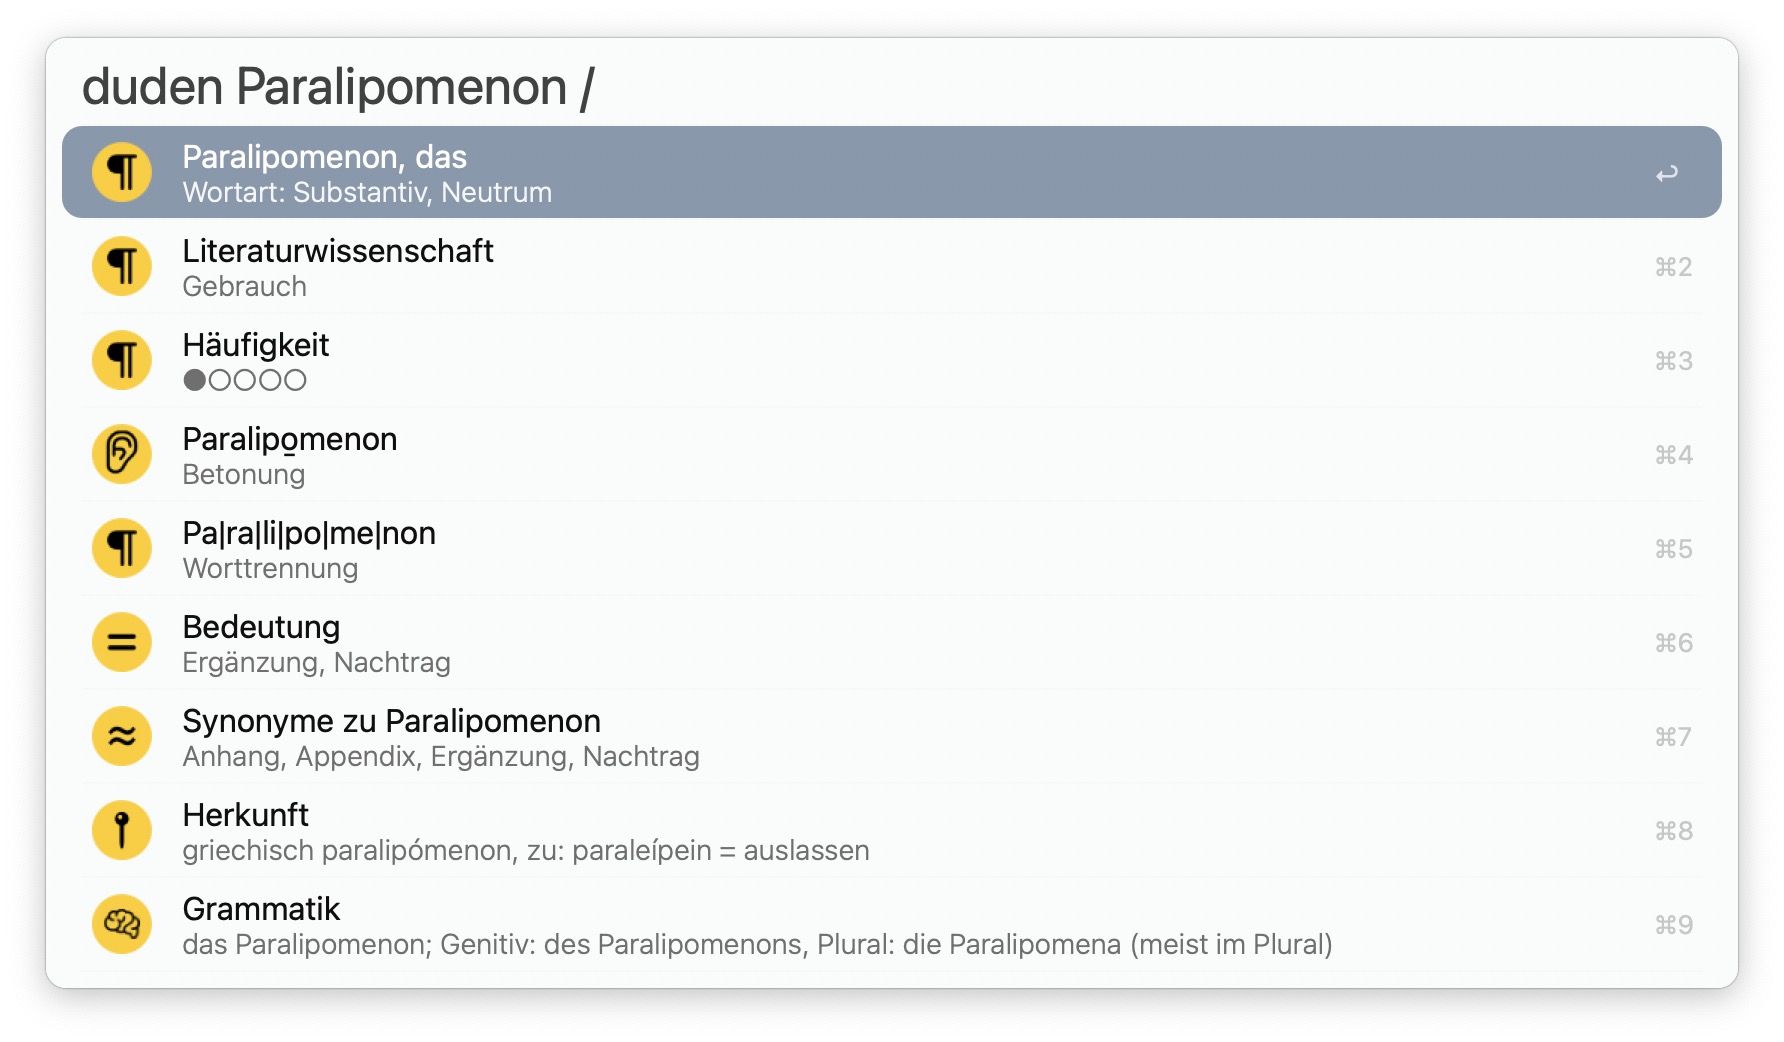 duden Paralipomenon /
¶ Paralipomenon, das
Wortart: Substantiv, Neutrum
↩
¶ Literaturwissenschaft
Gebrauch
⌘2
¶ Häufigkeit
●○○○○
⌘3
Paralipo̱menon
Betonung
⌘4
¶ Pa|ra|li|po|me|non
Worttrennung
⌘5
= Bedeutung
Ergänzung, Nachtrag
⌘6
≈ Synonyme zu Paralipomenon
Anhang, Appendix, Ergänzung, Nachtrag
⌘7
Herkunft
griechisch paralipómenon, zu: paraleípein = auslassen
⌘8
Grammatik
das Paralipomenon; Genitiv: des Paralipomenons, Plural: die Paralipomena (meist im Plural)
⌘9